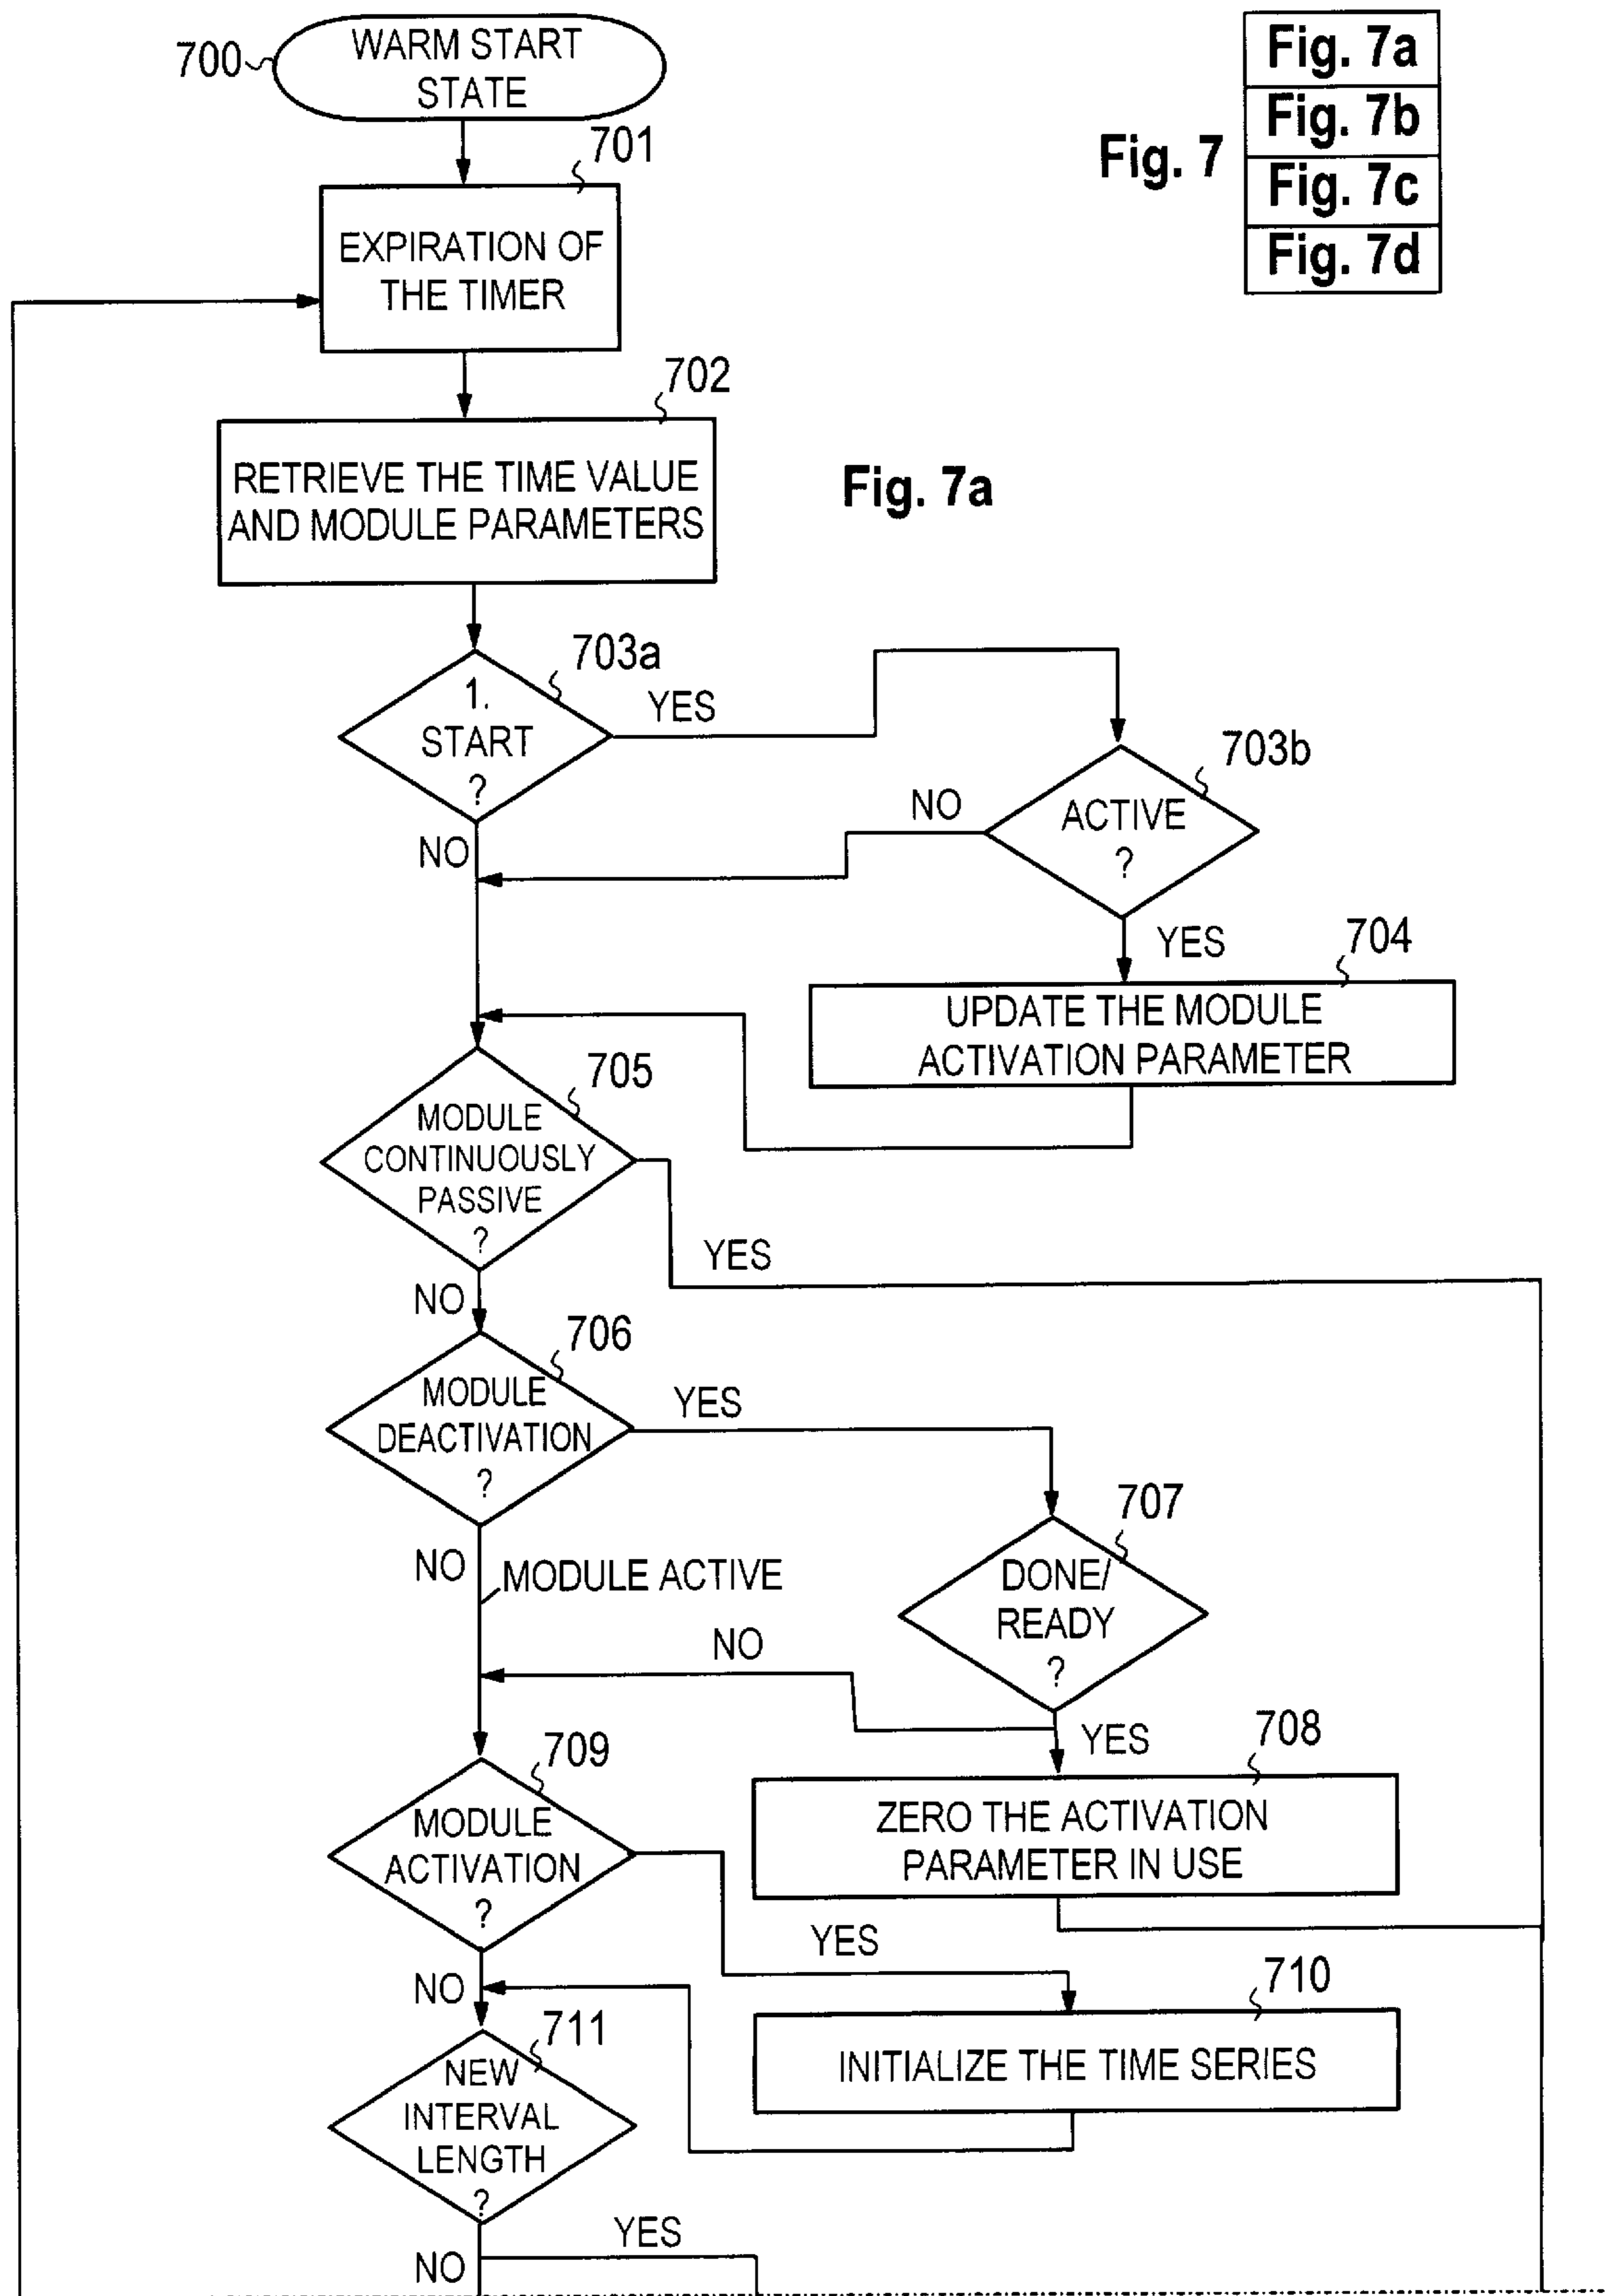 700
WARM START
STATE
Fig. 7
Fig. 7a
Fig. 7b
Fig. 7c
Fig. 7d
701
EXPIRATION OF
THE TIMER
702
RETRIEVE THE TIME VALUE
AND MODULE PARAMETERS
Fig. 7a
703a
1.
START
?
YES
NO
703b
ACTIVE
?
NO
YES
704
UPDATE THE MODULE
ACTIVATION PARAMETER
705
MODULE
CONTINUOUSLY
PASSIVE
?
YES
NO
706
MODULE
DEACTIVATION
?
YES
NO
MODULE ACTIVE
707
DONE/
READY
?
NO
YES
708
ZERO THE ACTIVATION
PARAMETER IN USE
709
MODULE
ACTIVATION
?
YES
NO
710
INITIALIZE THE TIME SERIES
711
NEW
INTERVAL
LENGTH
?
YES
NO